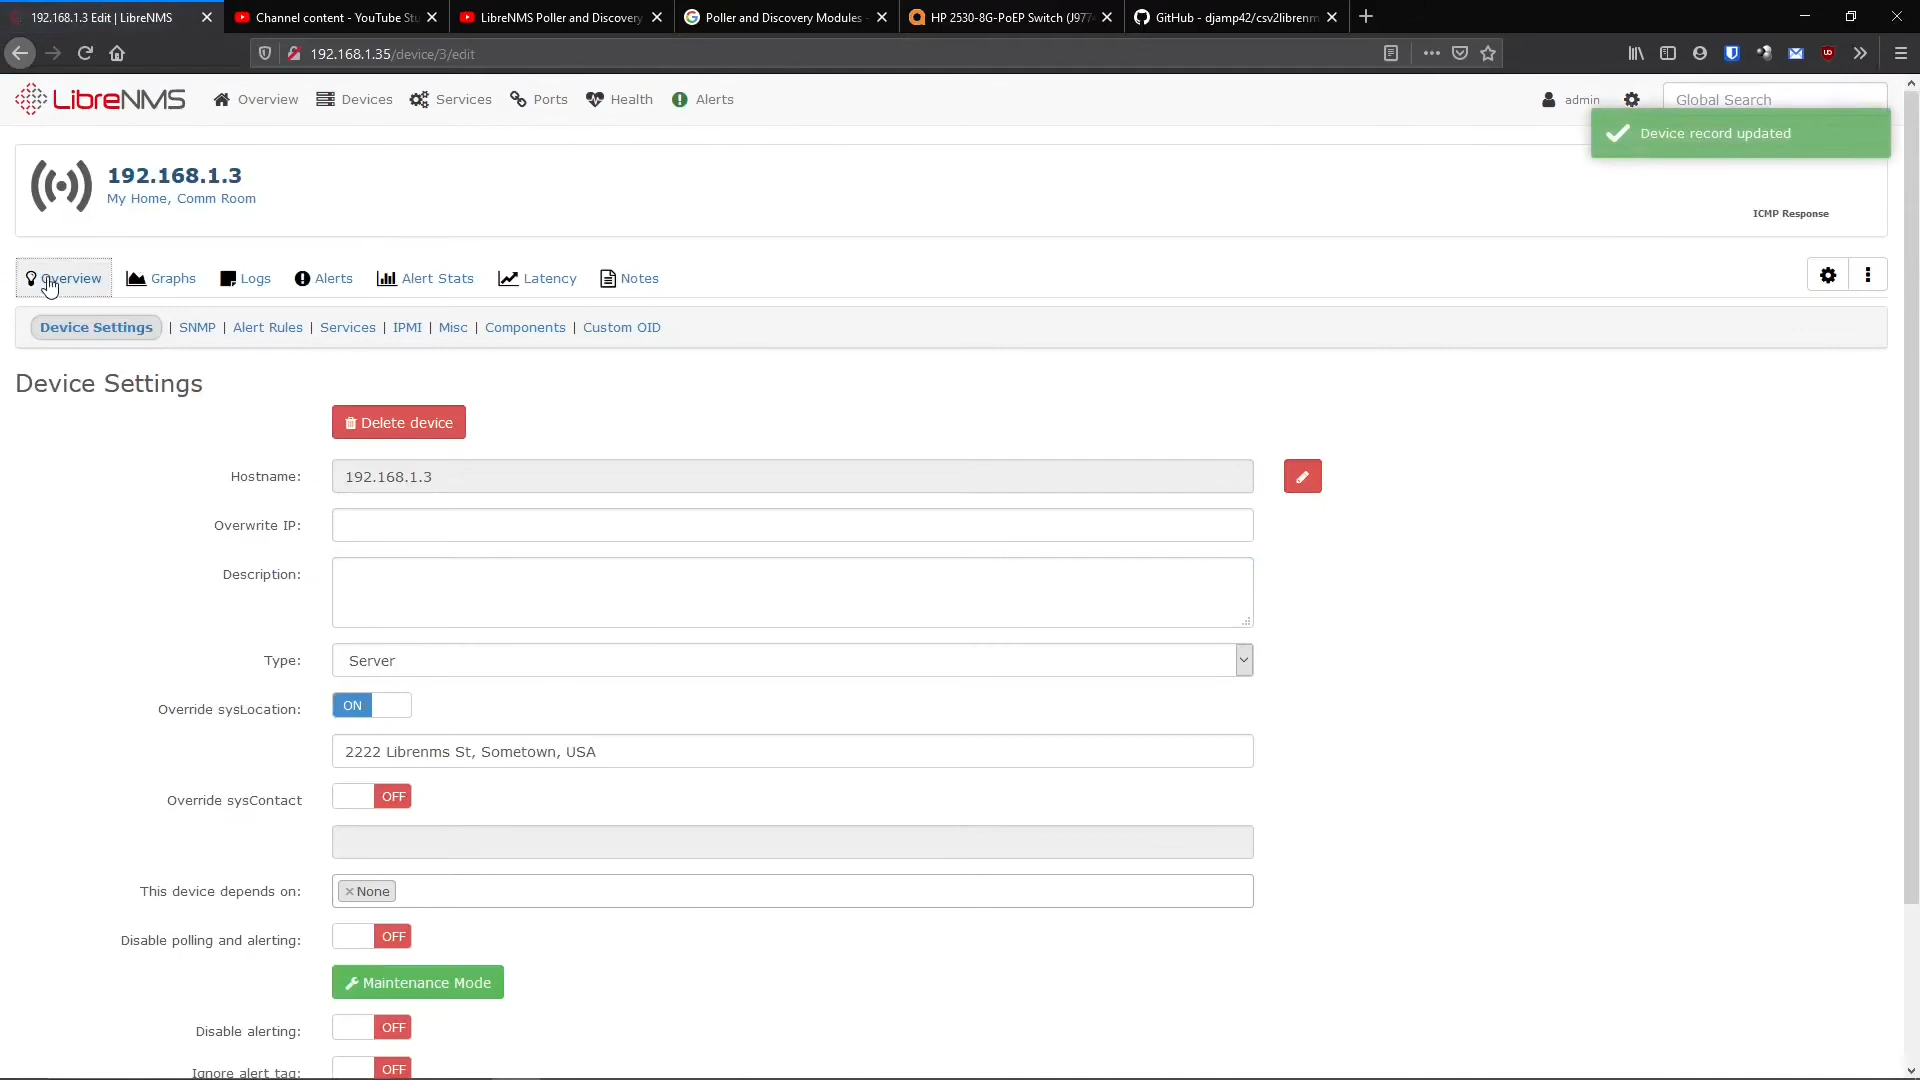 192.168.1.3 Edit | LibreNMS
Channel content - YouTube Stu
LibreNMS Poller and Discovery
Poller and Discovery Modules -
HP 2530-8G-PoEP Switch (J977
GitHub - djamp42/csv2librenm
192.168.1.35/device/3/edit
LibreNMS
Overview
Devices
Services
Ports
Health
Alerts
admin
Global Search
Device record updated
192.168.1.3
My Home, Comm Room
ICMP Response
Overview
Graphs
Logs
Alerts
Alert Stats
Latency
Notes
Device Settings | SNMP | Alert Rules | Services | IPMI | Misc | Components | Custom OID
Device Settings
Delete device
Hostname:
192.168.1.3
Overwrite IP:
Description:
Type:
Server
Override sysLocation:
ON
2222 Librenms St, Sometown, USA
Override sysContact
OFF
This device depends on:
×None
Disable polling and alerting:
OFF
Maintenance Mode
Disable alerting:
OFF
Ignore alert tag:
OFF